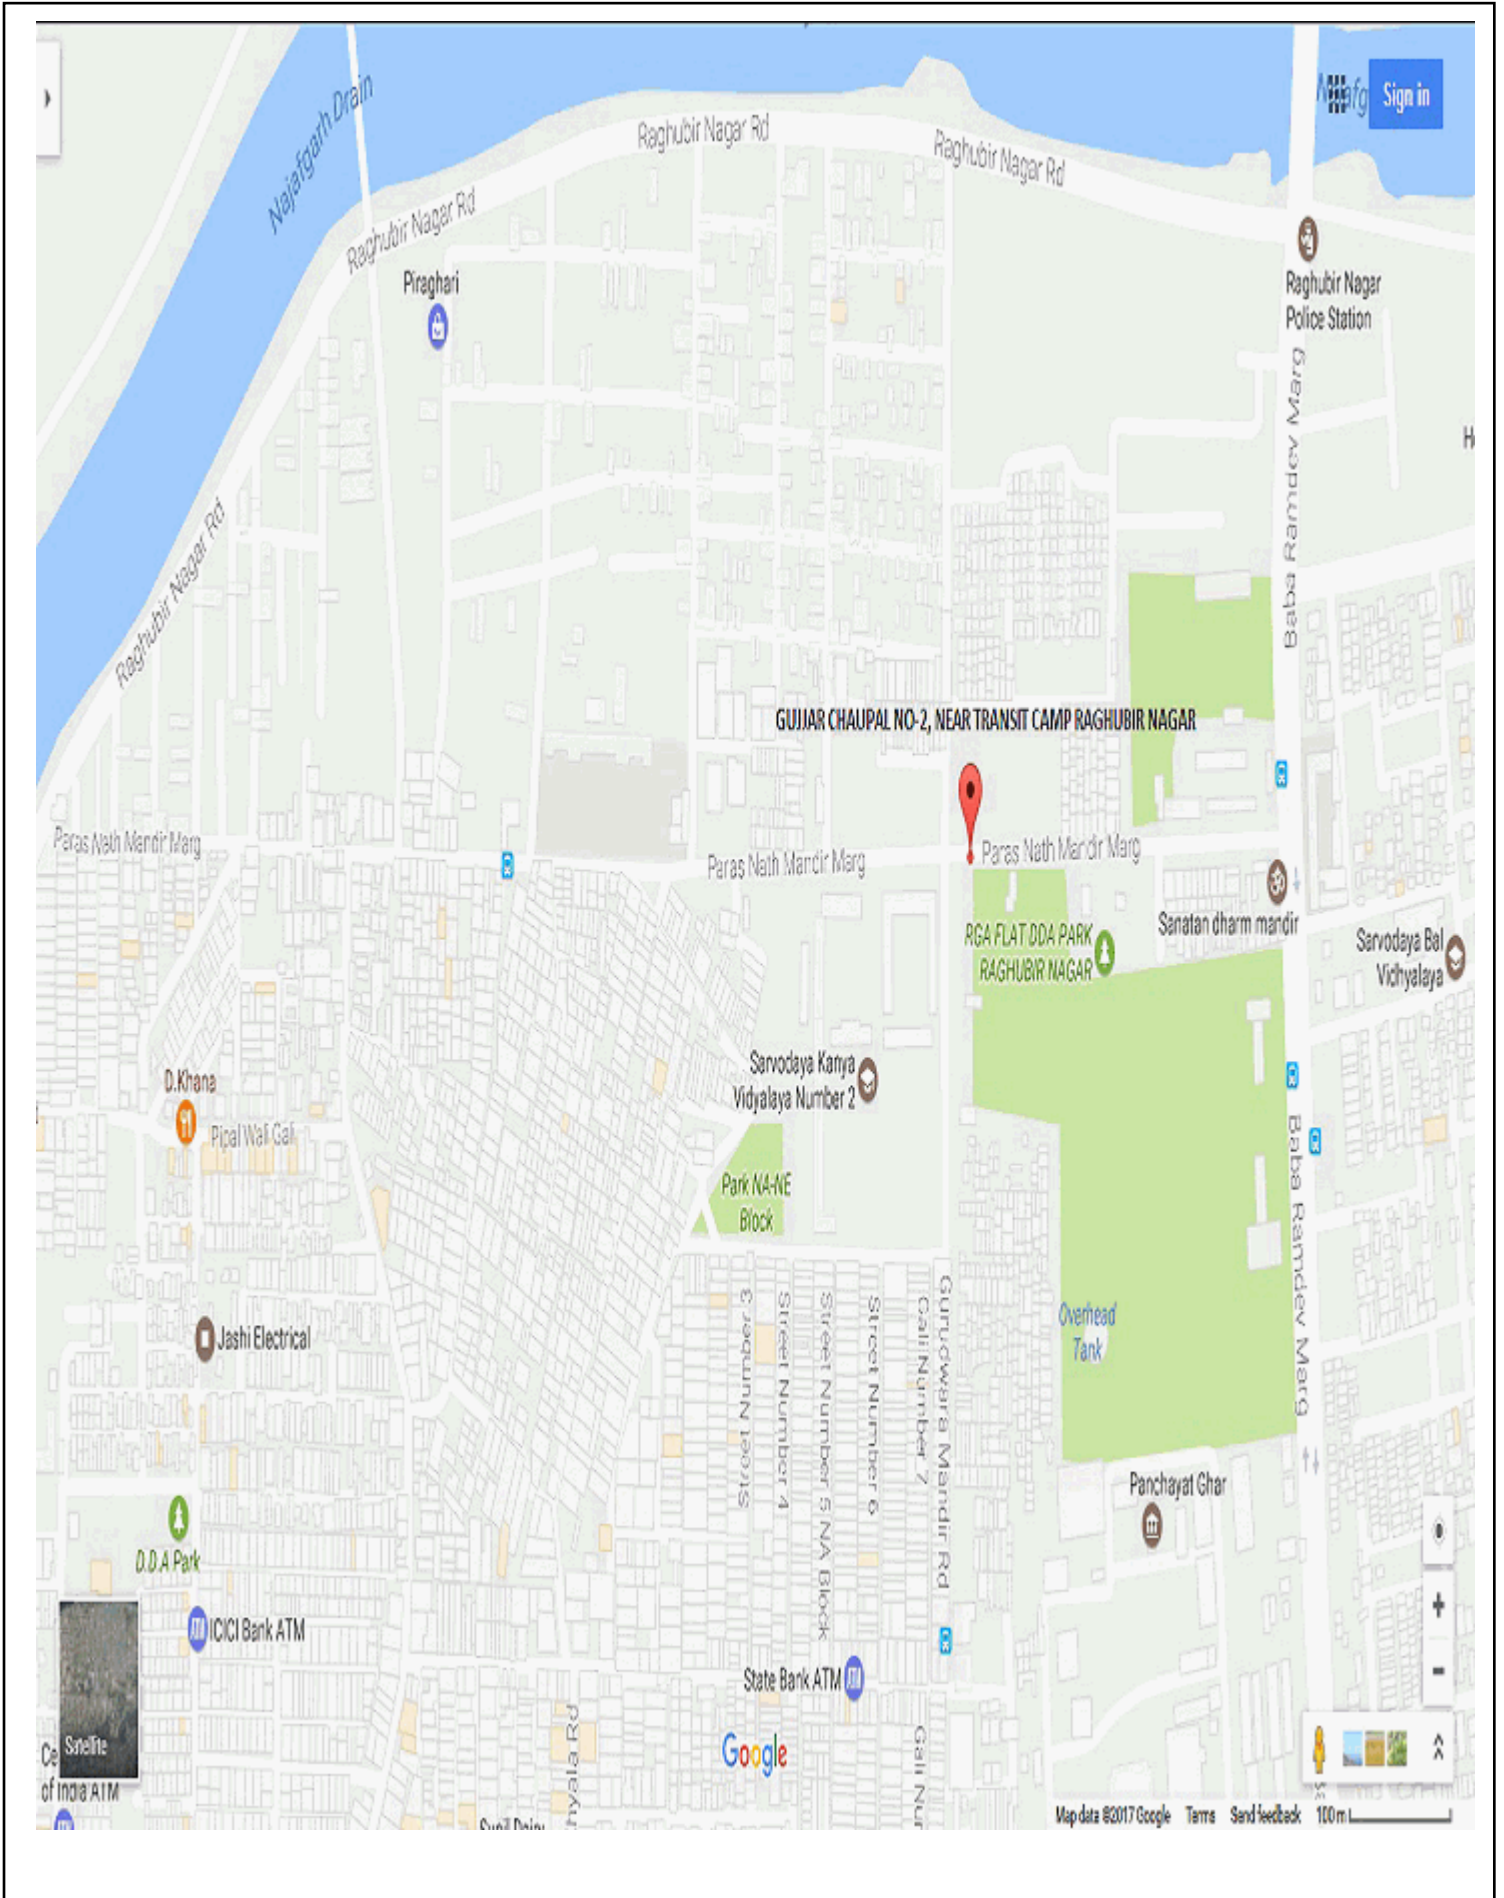 Najafgarh Drain
Sign in
Raghubir Nagar Rd
Raghubir Nagar Rd
Raghubir Nagar Rd
Piraghari
Raghubir Nagar
Police Station
Baba Ramdev Marg
Raghubir Nagar Rd
GUJJAR CHAUPAL NO-2, NEAR TRANSIT CAMP RAGHUBIR NAGAR
Paras Nath Mandir Marg
Paras Nath Mandir Marg
Paras Nath Mandir Marg
Sanatan dharm mandir
RGA FLAT DDA PARK
RAGHUBIR NAGAR
Sarvodaya Bal
Vidhyalaya
Sarvodaya Kanya
Vidyalaya Number 2
D.Khana
Pipal Wali Gali
Park NA-NE
Block
Baba Ramdev Marg
Overhead
Tank
Jashi Electrical
Street Number 3
Street Number 4
Street Number 5 NA Block
Street Number 6
Gali Number 7
Gurudwara Mandir Rd
Panchayat Ghar
D.D.A Park
ICICI Bank ATM
State Bank ATM
Satellite
of India ATM
Google
Map data ©2017 Google Terms Send feedback 100 m